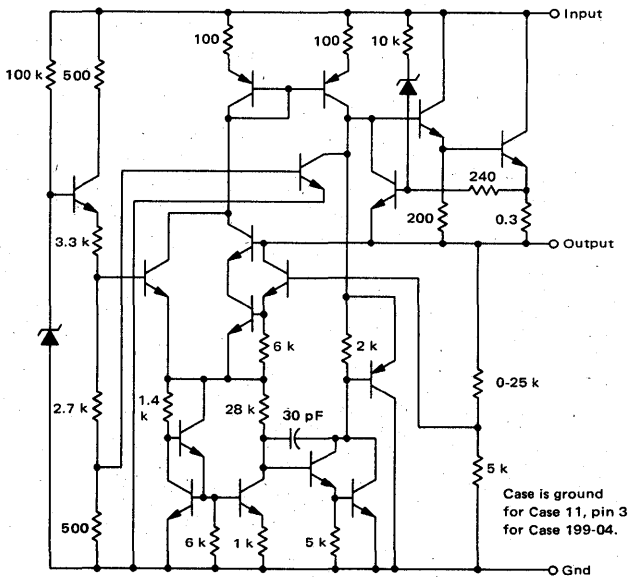 Input
100
100
10 k
100 k
500
240
200
0.3
3.3 k
Output
6 k
2 k
0-25 k
2.7 k
1.4
k
28 k
30 pF
5 k
Case is ground
for Case 11, pin 3
for Case 199-04.
500
6 k
1 k
5 k
Gnd